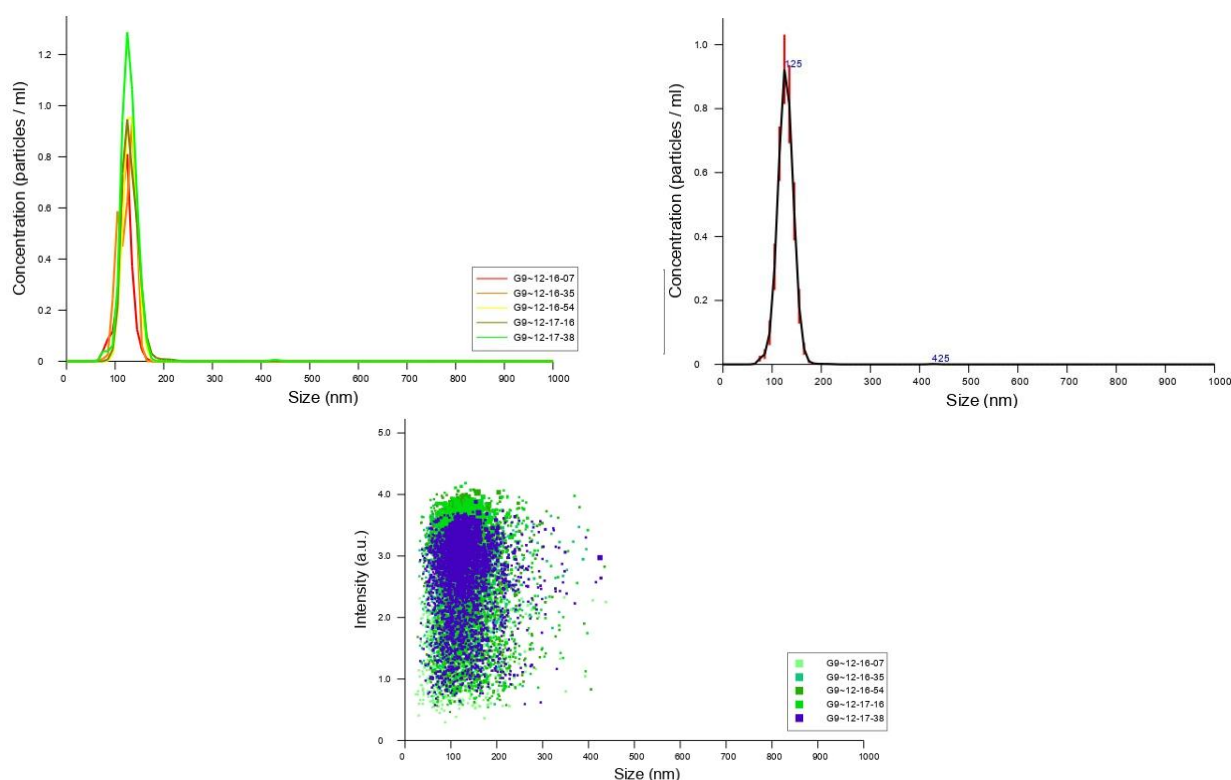 Concentration (particles / ml)
1.2
1.0
0.8
0.6
0.4
0.2
0
0 100 200 300 400 500 600 700 800 900 1000
Size (nm)
G9~12-16-07
G9~12-16-35
G9~12-16-54
G9~12-17-16
G9~12-17-38
Concentration (particles / ml)
1.0
0.8
0.6
0.4
0.2
0
125
425
0 100 200 300 400 500 600 700 800 900 1000
Size (nm)
Intensity (a.u.)
5.0
4.0
3.0
2.0
1.0
0
0 100 200 300 400 500 600 700 800 900 1000
Size (nm)
G9~12-16-07
G9~12-16-35
G9~12-16-54
G9~12-17-16
G9~12-17-38